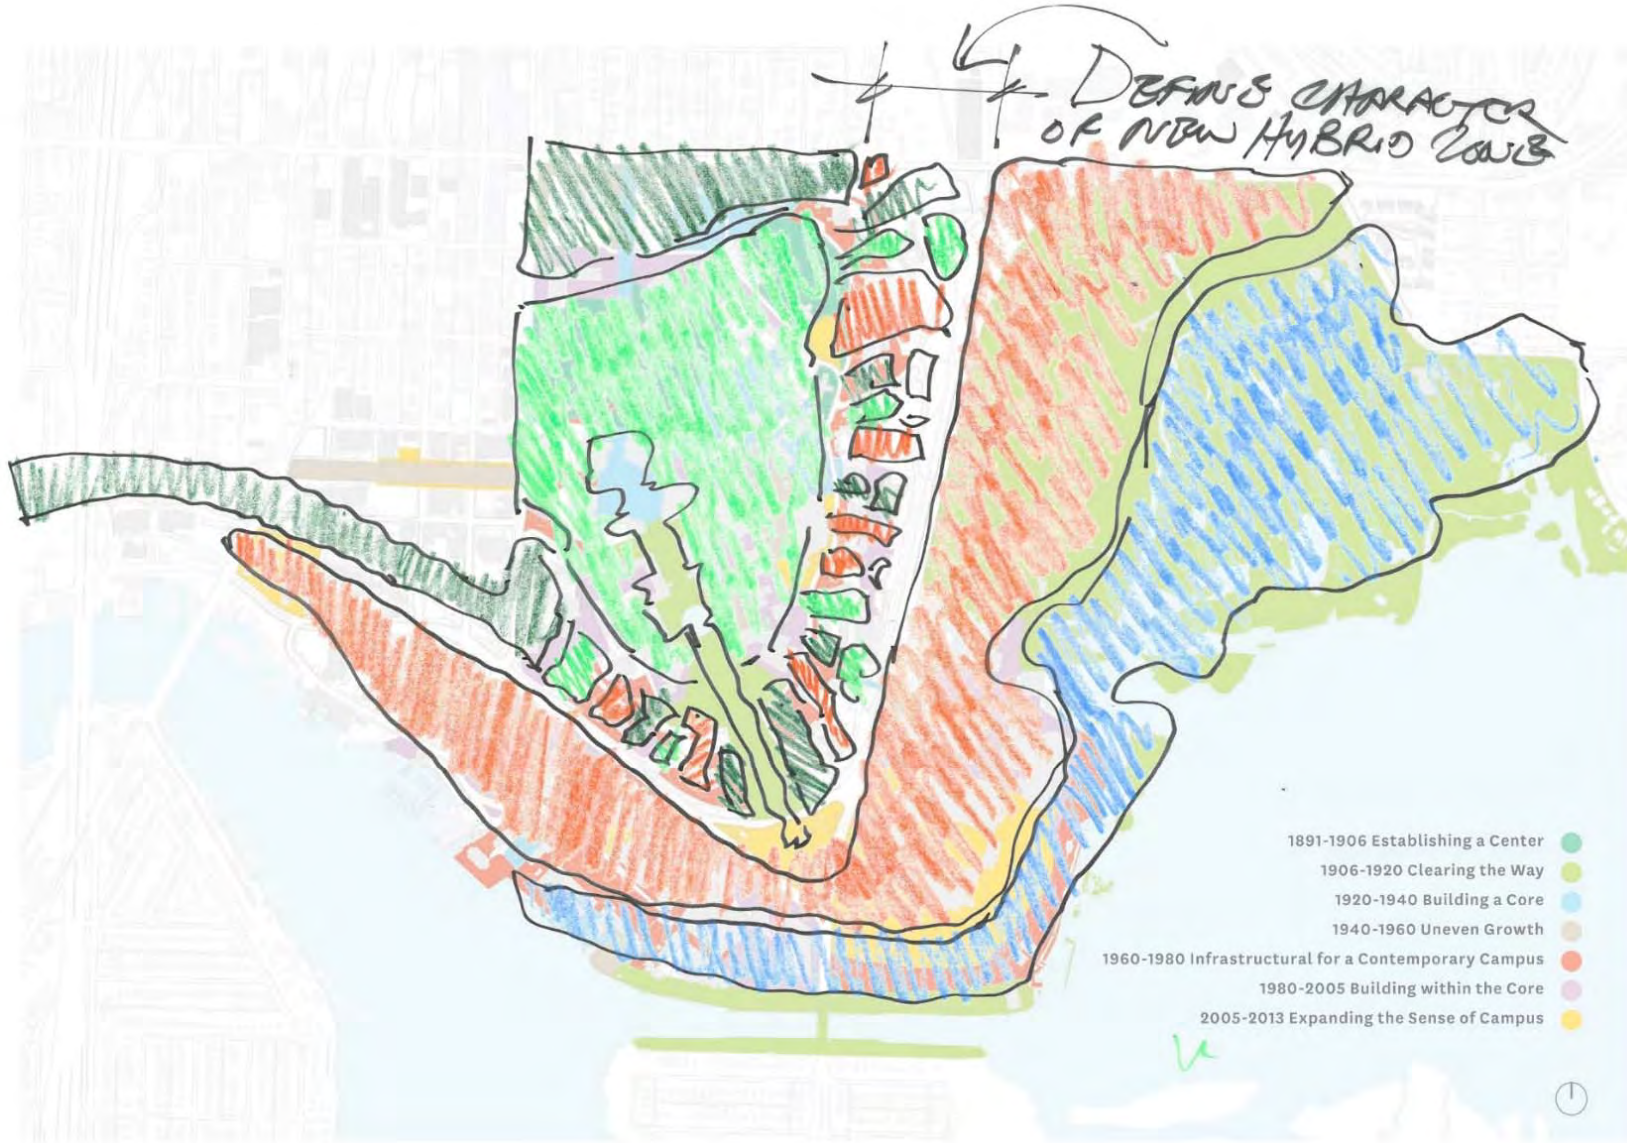 DEFINE CHARACTER
OF NEW HYBRID ZONE
1891-1906 Establishing a Center
1906-1920 Clearing the Way
1920-1940 Building a Core
1940-1960 Uneven Growth
1960-1980 Infrastructural for a Contemporary Campus
1980-2005 Building within the Core
2005-2013 Expanding the Sense of Campus